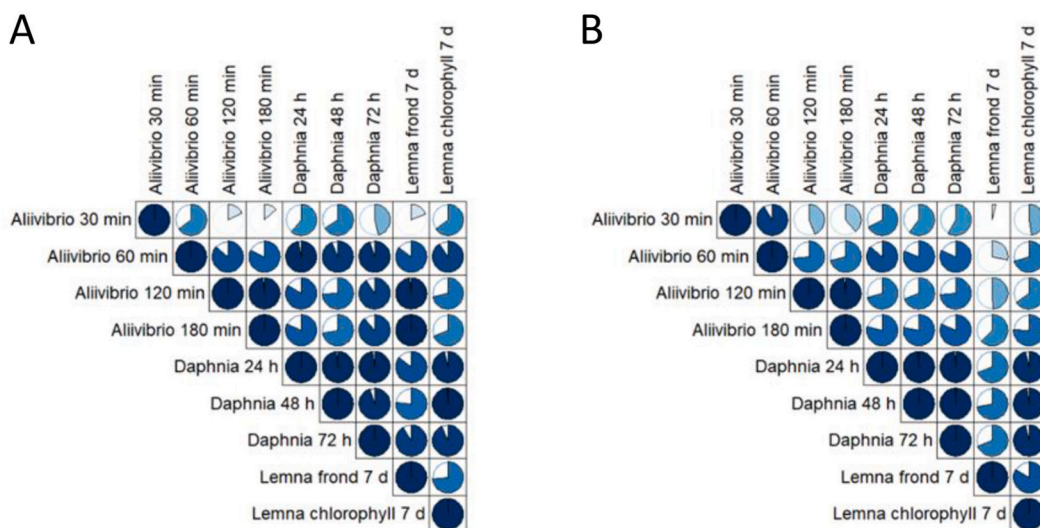 A
B
Aliivibrio 30 min
Aliivibrio 60 min
Aliivibrio 120 min
Aliivibrio 180 min
Daphnia 24 h
Daphnia 48 h
Daphnia 72 h
Lemna frond 7 d
Lemna chlorophyll 7 d
Aliivibrio 30 min
Aliivibrio 60 min
Aliivibrio 120 min
Aliivibrio 180 min
Daphnia 24 h
Daphnia 48 h
Daphnia 72 h
Lemna frond 7 d
Lemna chlorophyll 7 d
Aliivibrio 30 min
Aliivibrio 60 min
Aliivibrio 120 min
Aliivibrio 180 min
Daphnia 24 h
Daphnia 48 h
Daphnia 72 h
Lemna frond 7 d
Lemna chlorophyll 7 d
Aliivibrio 30 min
Aliivibrio 60 min
Aliivibrio 120 min
Aliivibrio 180 min
Daphnia 24 h
Daphnia 48 h
Daphnia 72 h
Lemna frond 7 d
Lemna chlorophyll 7 d